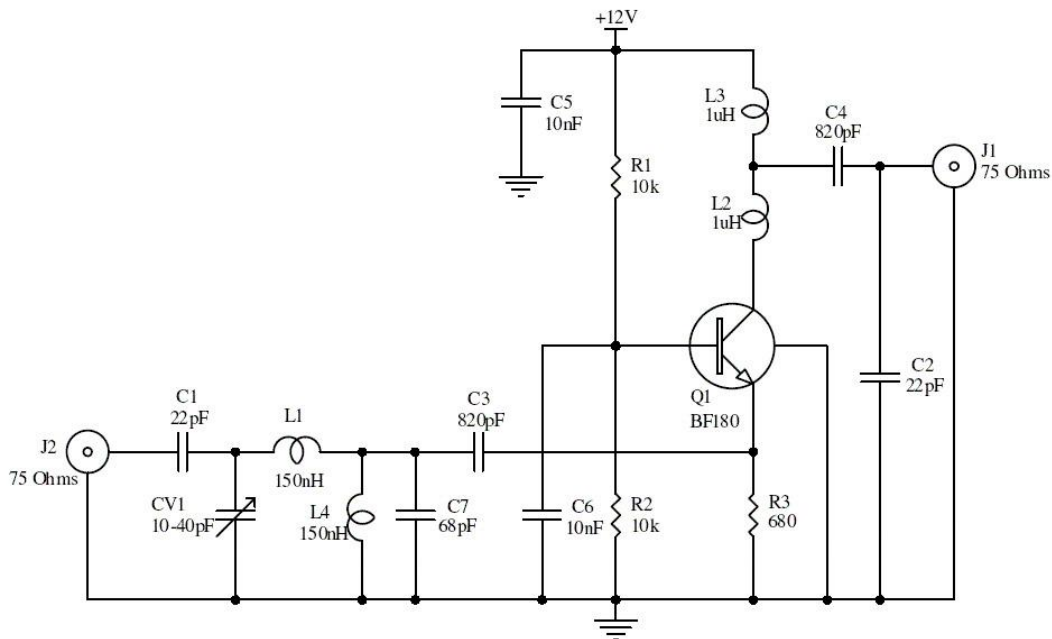 +12V
C5
10nF
L3
1uH
C4
820pF
J1
75 Ohms
R1
10k
L2
1uH
C2
22pF
Q1
BF180
C1
22pF
L1
150nH
C3
820pF
J2
75 Ohms
CV1
10-40pF
L4
150nH
C7
68pF
C6
10nF
R2
10k
R3
680